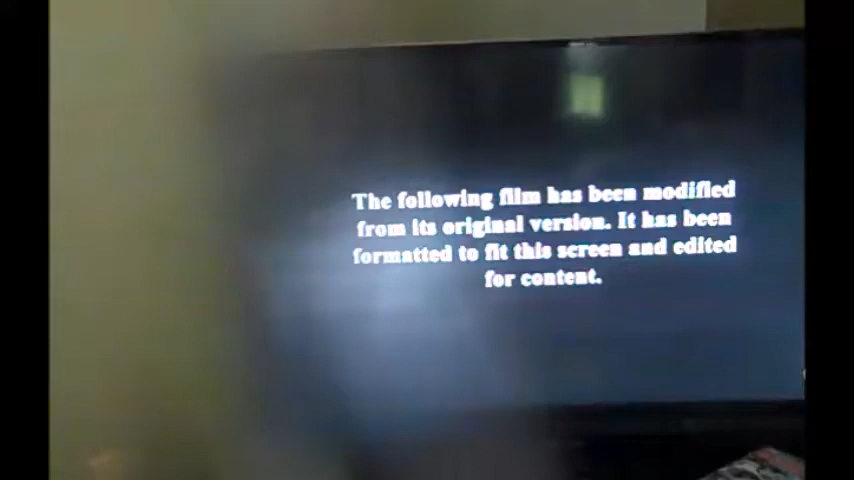 The following film has been modified
from its original version. It has been
formatted to fit this screen and edited
for content.